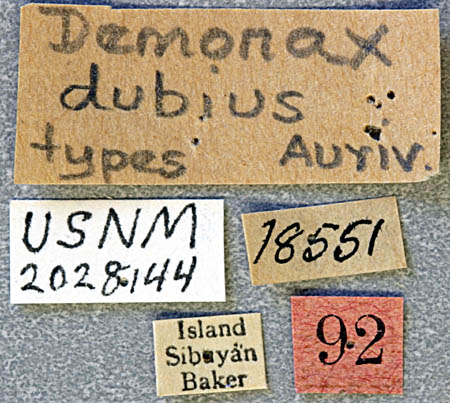 Demonax
dubius
types Auriv.
USNM
2028144
18551
Island
Sibuyan
Baker
92